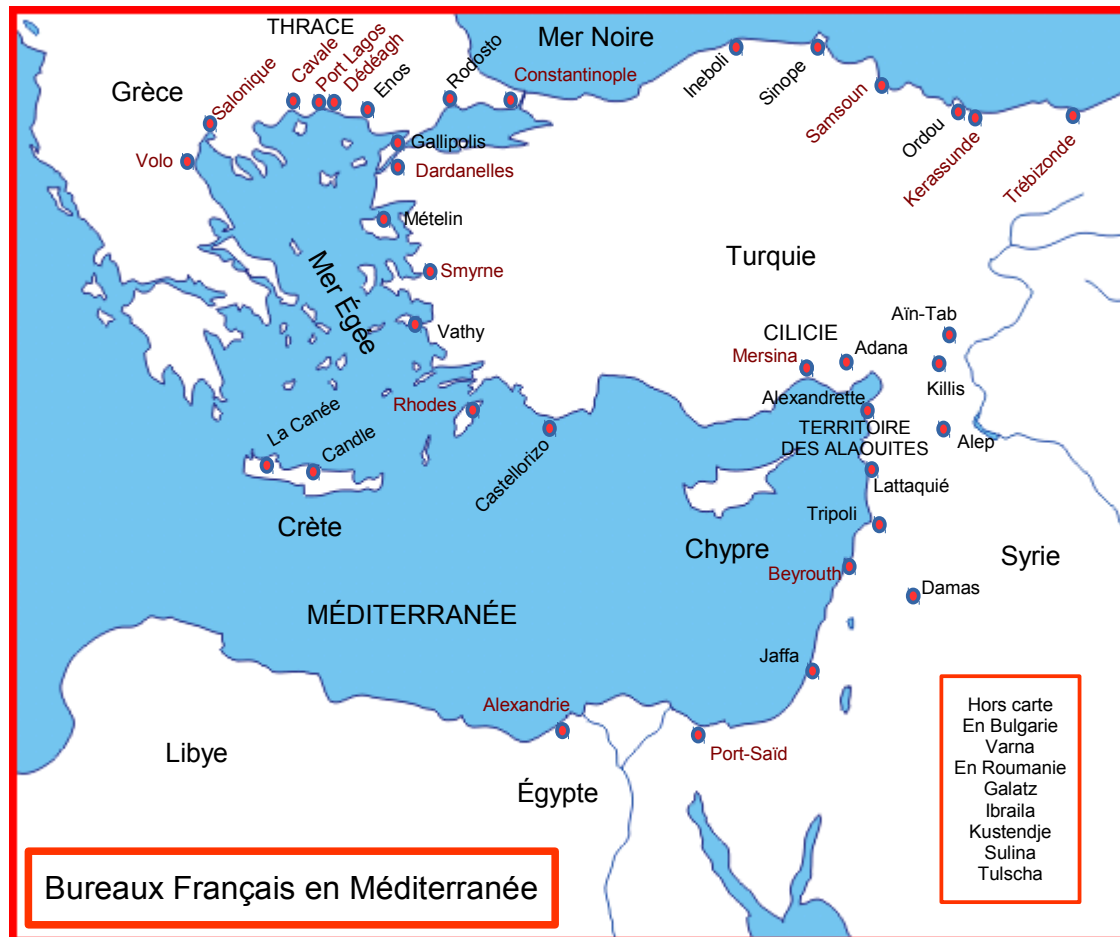 THRACE
Mer Noire
Grèce
Salonique
Cavale
Port Lagos
Dédéagh
Enos
Rodosto
Constantinople
Ineboli
Sinope
Samsoun
Ordou
Kerassunde
Trébizonde
Volo
Gallipolis
Dardanelles
Mételin
Mer Égée
Smyrne
Turquie
Vathy
Aïn-Tab
CILICIE
Mersina
Adana
Killis
Rhodes
Alexandrette
La Canée
Candle
Castellorizo
TERRITOIRE
DES ALAOUITES
Alep
Lattaquié
Crète
Tripoli
Chypre
Syrie
Beyrouth
Damas
MÉDITERRANÉE
Jaffa
Alexandrie
Port-Saïd
Libye
Égypte
Hors carte
En Bulgarie
Varna
En Roumanie
Galatz
Ibraila
Kustendje
Sulina
Tulscha
Bureaux Français en Méditerranée